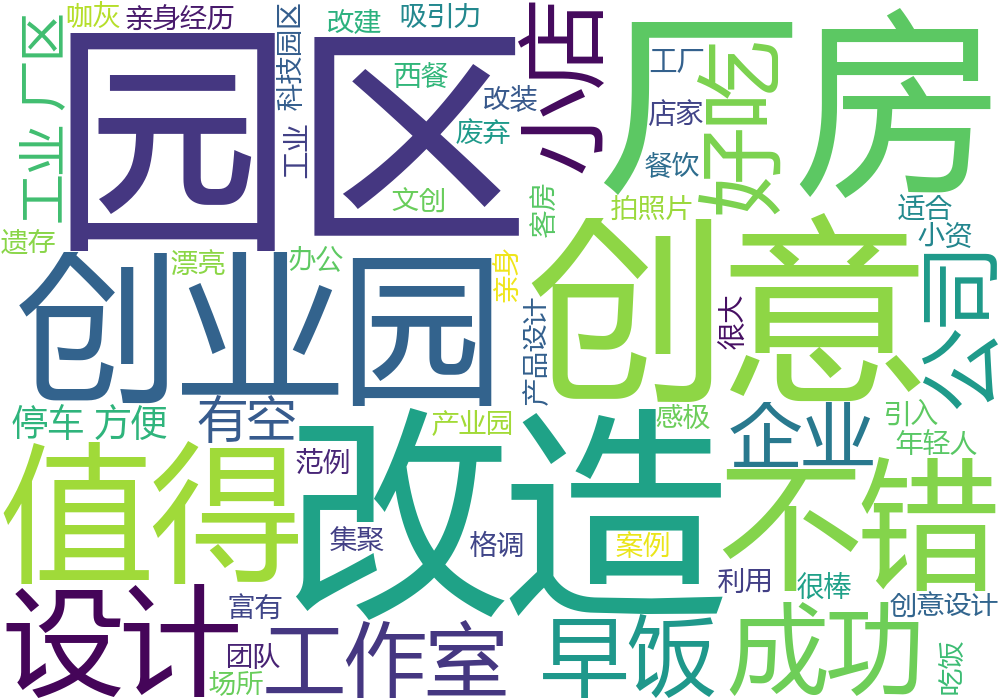 咖灰
亲身经历
科技园区
改建
吸引力
小店
厂房
工业厂区
园区
西餐
改装
工厂
好吃
店家
工业
废弃
餐饮
文创
客房
拍照片
适合
小资
遗存
漂亮
办公
亲身
创业园
创意
公司
产品设计
很大
停车
方便
有空
产业园
感极
企业
引入
年轻人
值得
范例
改造
不错
集聚
格调
案例
利用
很棒
创意设计
设计
富有
团队
场所
工作室
早饭
成功
吃饭